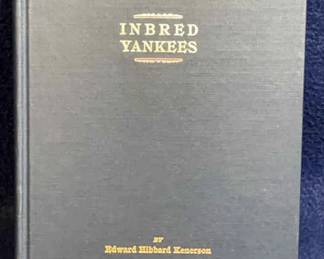 INBRED
YANKEES
BY
Edward Hibbard Kenerson